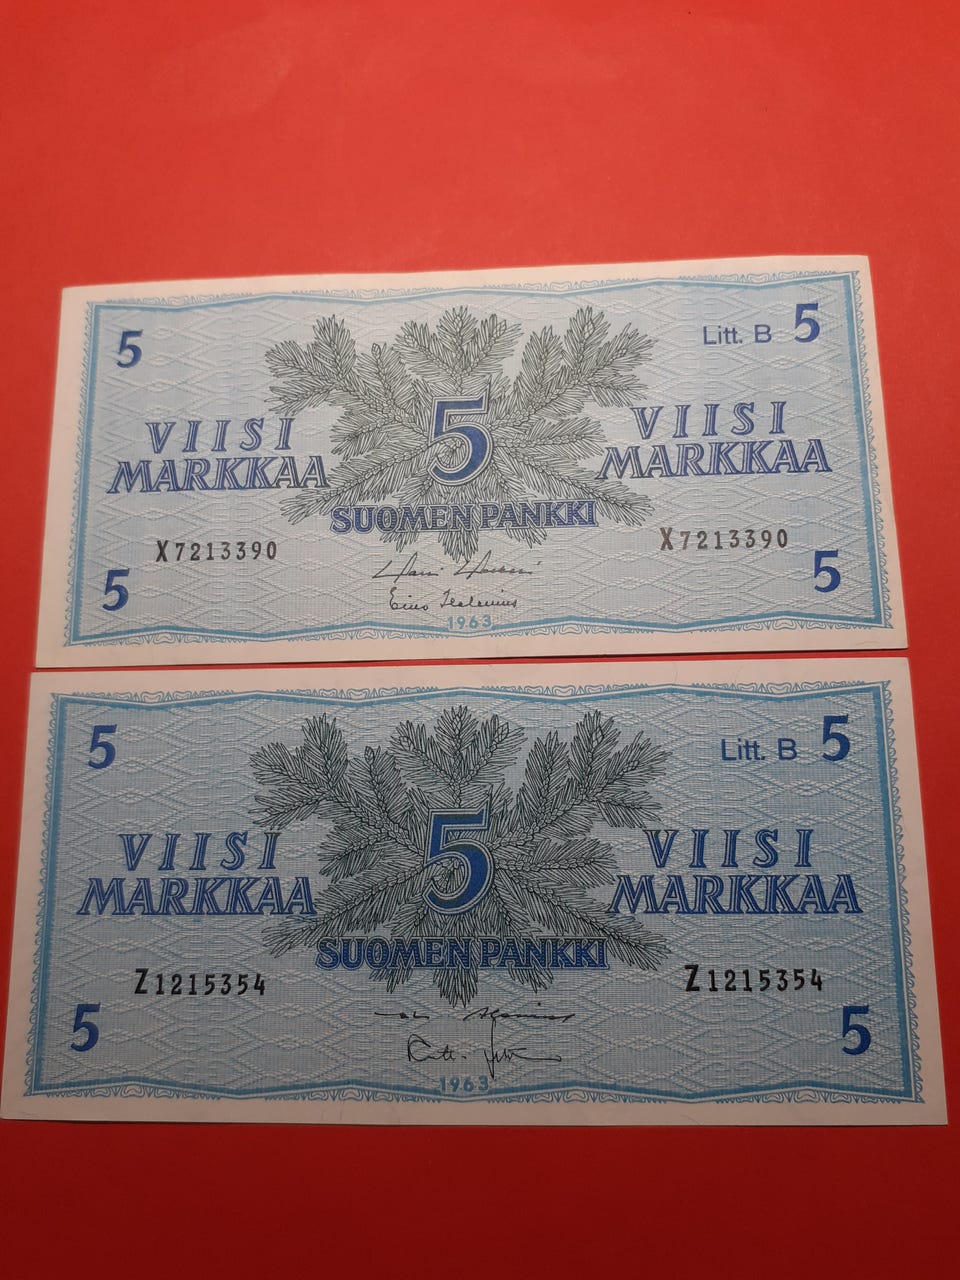 5 Litt. B 5
5
VIISI VIISI
MARKKAA MARKKAA
SUOMEN PANKKI
X7213390 X7213390
5 5
1963
5 Litt. B 5
5
VIISI VIISI
MARKKAA MARKKAA
SUOMEN PANKKI
Z1215354 Z1215354
5 5
1963